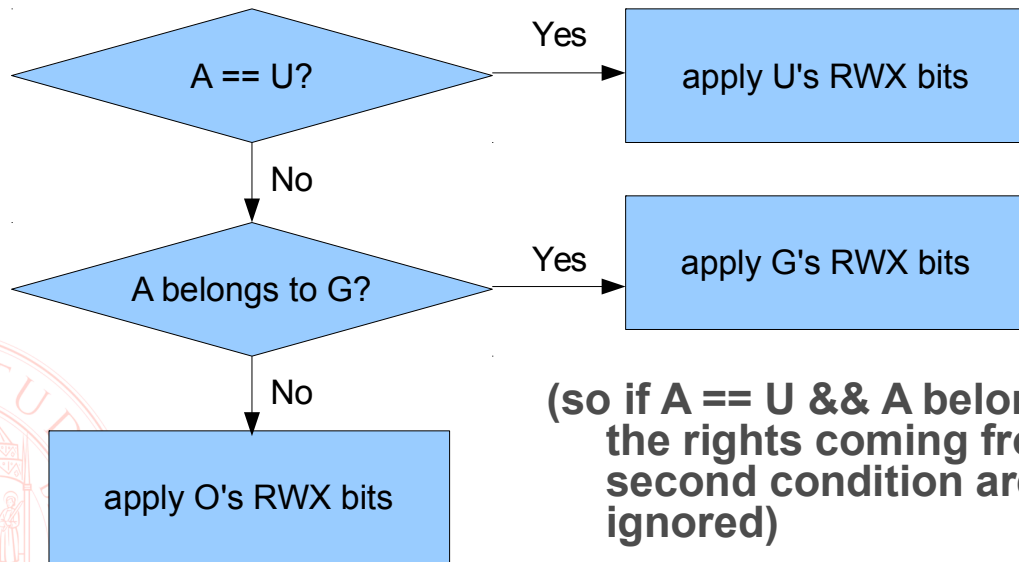 A == U?
Yes
apply U's RWX bits
No
A belongs to G?
Yes
apply G's RWX bits
No
apply O's RWX bits
(so if A == U && A
the rights coming
second condition
ignored)